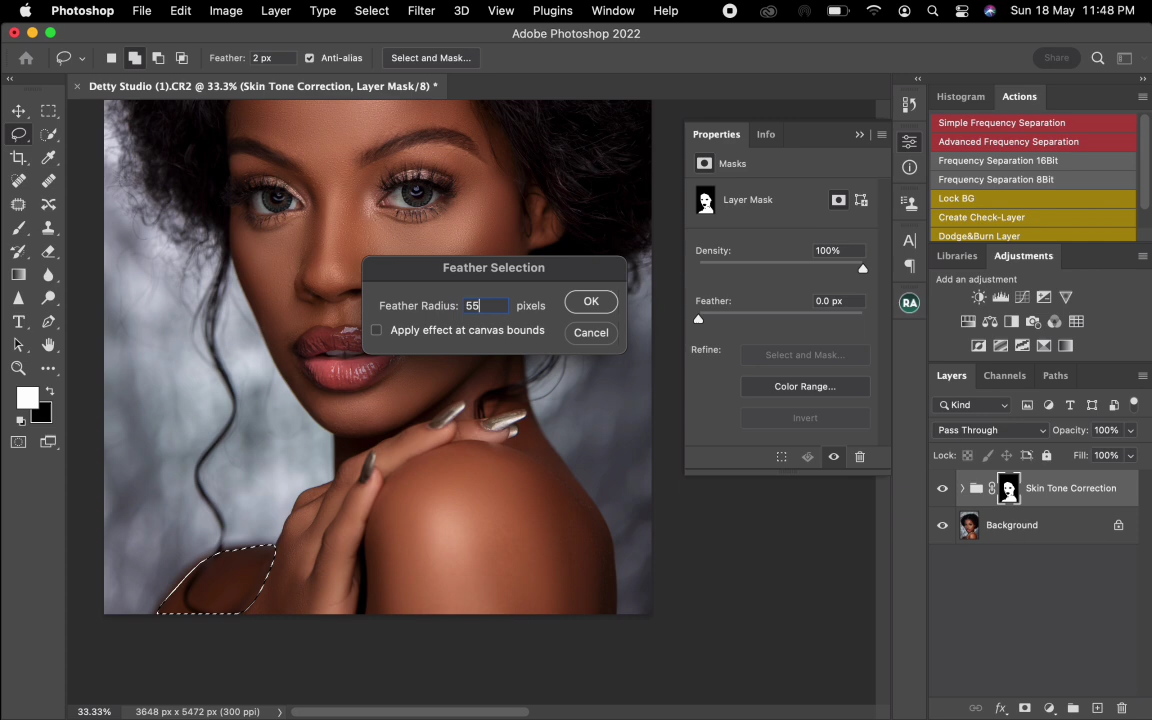 Photoshop File Edit Image Layer Type Select Filter 3D View Plugins Window Help Sun 18 May 11:48 PM
Adobe Photoshop 2022
Feather: 2 px Anti-alias Select and Mask... Share
Detty Studio (1).CR2 @ 33.3% (Skin Tone Correction, Layer Mask/8) *
Histogram Actions
Simple Frequency Separation
Advanced Frequency Separation
Frequency Separation 16Bit
Frequency Separation 8Bit
Lock BG
Create Check-Layer
Dodge&Burn Layer
Properties Info
Masks
Layer Mask
Density: 100%
Feather: 0.0 px
Refine: Select and Mask...
Color Range...
Invert
Feather Selection
Feather Radius: 55 pixels
OK
Apply effect at canvas bounds
Cancel
Libraries Adjustments
Add an adjustment
RA
Layers Channels Paths
Kind
Pass Through Opacity: 100%
Lock: Fill: 100%
Skin Tone Correction
Background
fx
33.33% 3648 px x 5472 px (300 ppi)